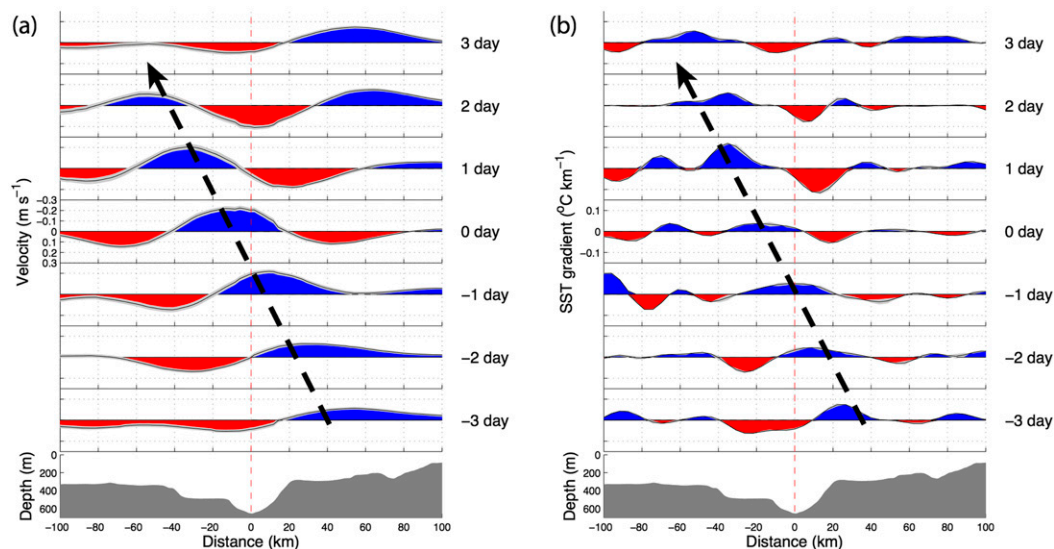 (a)
3 day
2 day
1 day
0 day
−1 day
−2 day
−3 day
Velocity (m s⁻¹)
−0.3
−0.2
−0.1
0
0.1
0.2
0.3
Depth (m)
0
200
400
600
-100 -80 -60 -40 -20 0 20 40 60 80 100
Distance (km)
(b)
3 day
2 day
1 day
0 day
−1 day
−2 day
−3 day
SST gradient (⁰C km⁻¹)
0.1
0
−0.1
Depth (m)
0
200
400
600
-100 -80 -60 -40 -20 0 20 40 60 80 100
Distance (km)